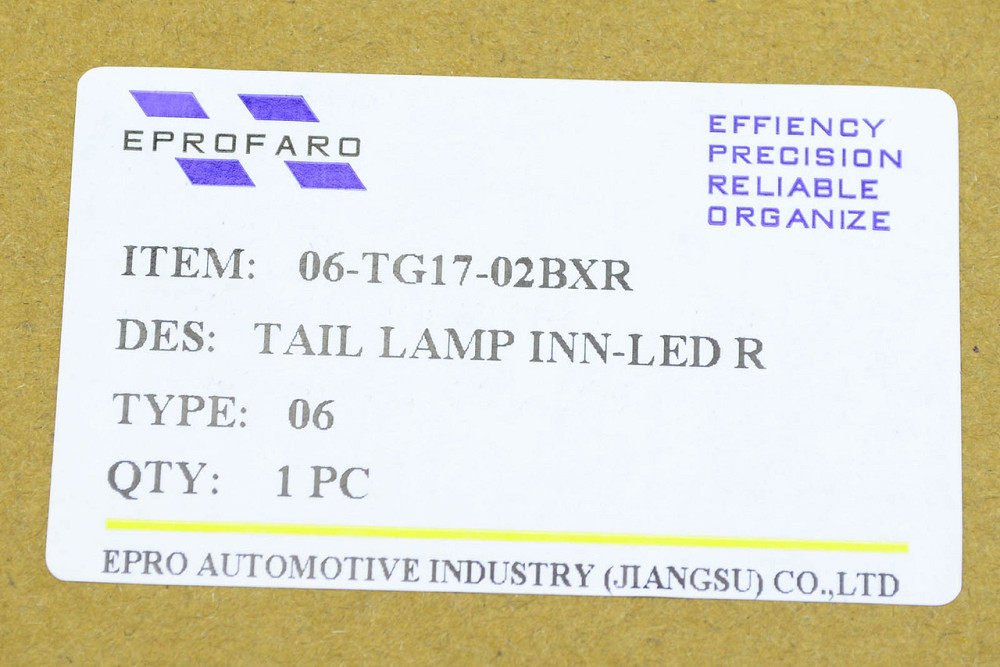 EPROFARO
EFFIENCY
PRECISION
RELIABLE
ORGANIZE
ITEM: 06-TG17-02BXR
DES: TAIL LAMP INN-LED R
TYPE: 06
QTY: 1 PC
EPRO AUTOMOTIVE INDUSTRY (JIANGSU) CO.,LTD